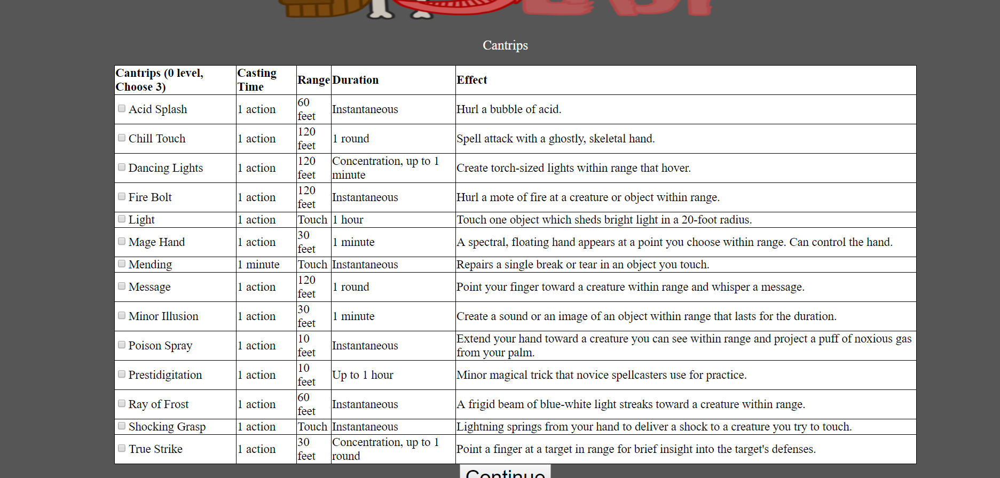 Cantrips
Cantrips (0 level, Choose 3) Casting Time Range Duration Effect
Acid Splash 1 action 60 feet Instantaneous Hurl a bubble of acid.
Chill Touch 1 action 120 feet 1 round Spell attack with a ghostly, skeletal hand.
Dancing Lights 1 action 120 feet Concentration, up to 1 minute Create torch-sized lights within range that hover.
Fire Bolt 1 action 120 feet Instantaneous Hurl a mote of fire at a creature or object within range.
Light 1 action Touch 1 hour Touch one object which sheds bright light in a 20-foot radius.
Mage Hand 1 action 30 feet 1 minute A spectral, floating hand appears at a point you choose within range. Can control the hand.
Mending 1 minute Touch Instantaneous Repairs a single break or tear in an object you touch.
Message 1 action 120 feet 1 round Point your finger toward a creature within range and whisper a message.
Minor Illusion 1 action 30 feet 1 minute Create a sound or an image of an object within range that lasts for the duration.
Poison Spray 1 action 10 feet Instantaneous Extend your hand toward a creature you can see within range and project a puff of noxious gas from your palm.
Prestidigitation 1 action 10 feet Up to 1 hour Minor magical trick that novice spellcasters use for practice.
Ray of Frost 1 action 60 feet Instantaneous A frigid beam of blue-white light streaks toward a creature within range.
Shocking Grasp 1 action Touch Instantaneous Lightning springs from your hand to deliver a shock to a creature you try to touch.
True Strike 1 action 30 feet Concentration, up to 1 round Point a finger at a target in range for brief insight into the target's defenses.
Continue